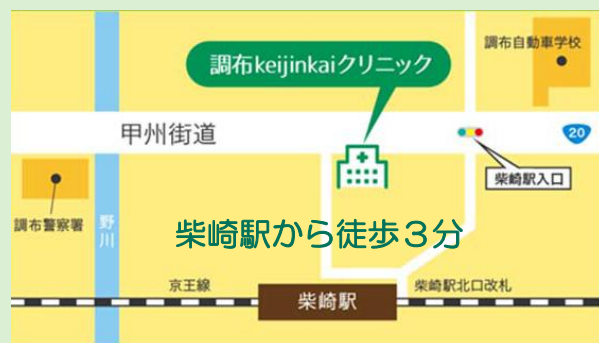 調布自動車学校
調布keijinkaiクリニック
甲州街道
20
柴崎駅入口
調布警察署
野川
柴崎駅から徒歩３分
京王線
柴崎駅北口改札
柴崎駅